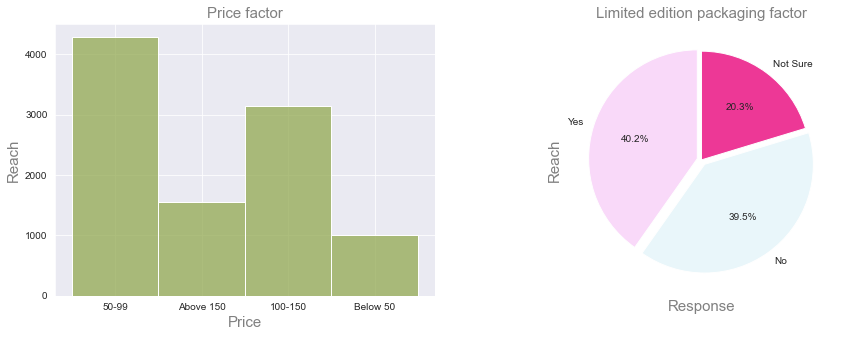 Price factor
4000
3000
2000
1000
0
Reach
50-99
Above 150
100-150
Below 50
Price
Limited edition packaging factor
Not Sure
20.3%
Yes
40.2%
Reach
39.5%
No
Response